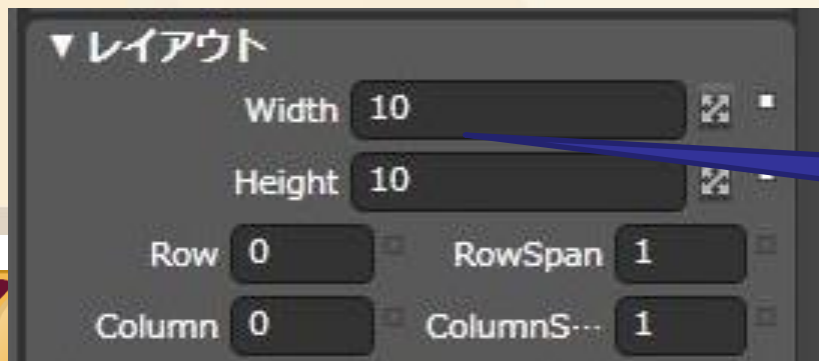 ▼レイアウト
Width 10
Height 10
Row 0 RowSpan 1
Column 0 ColumnS… 1